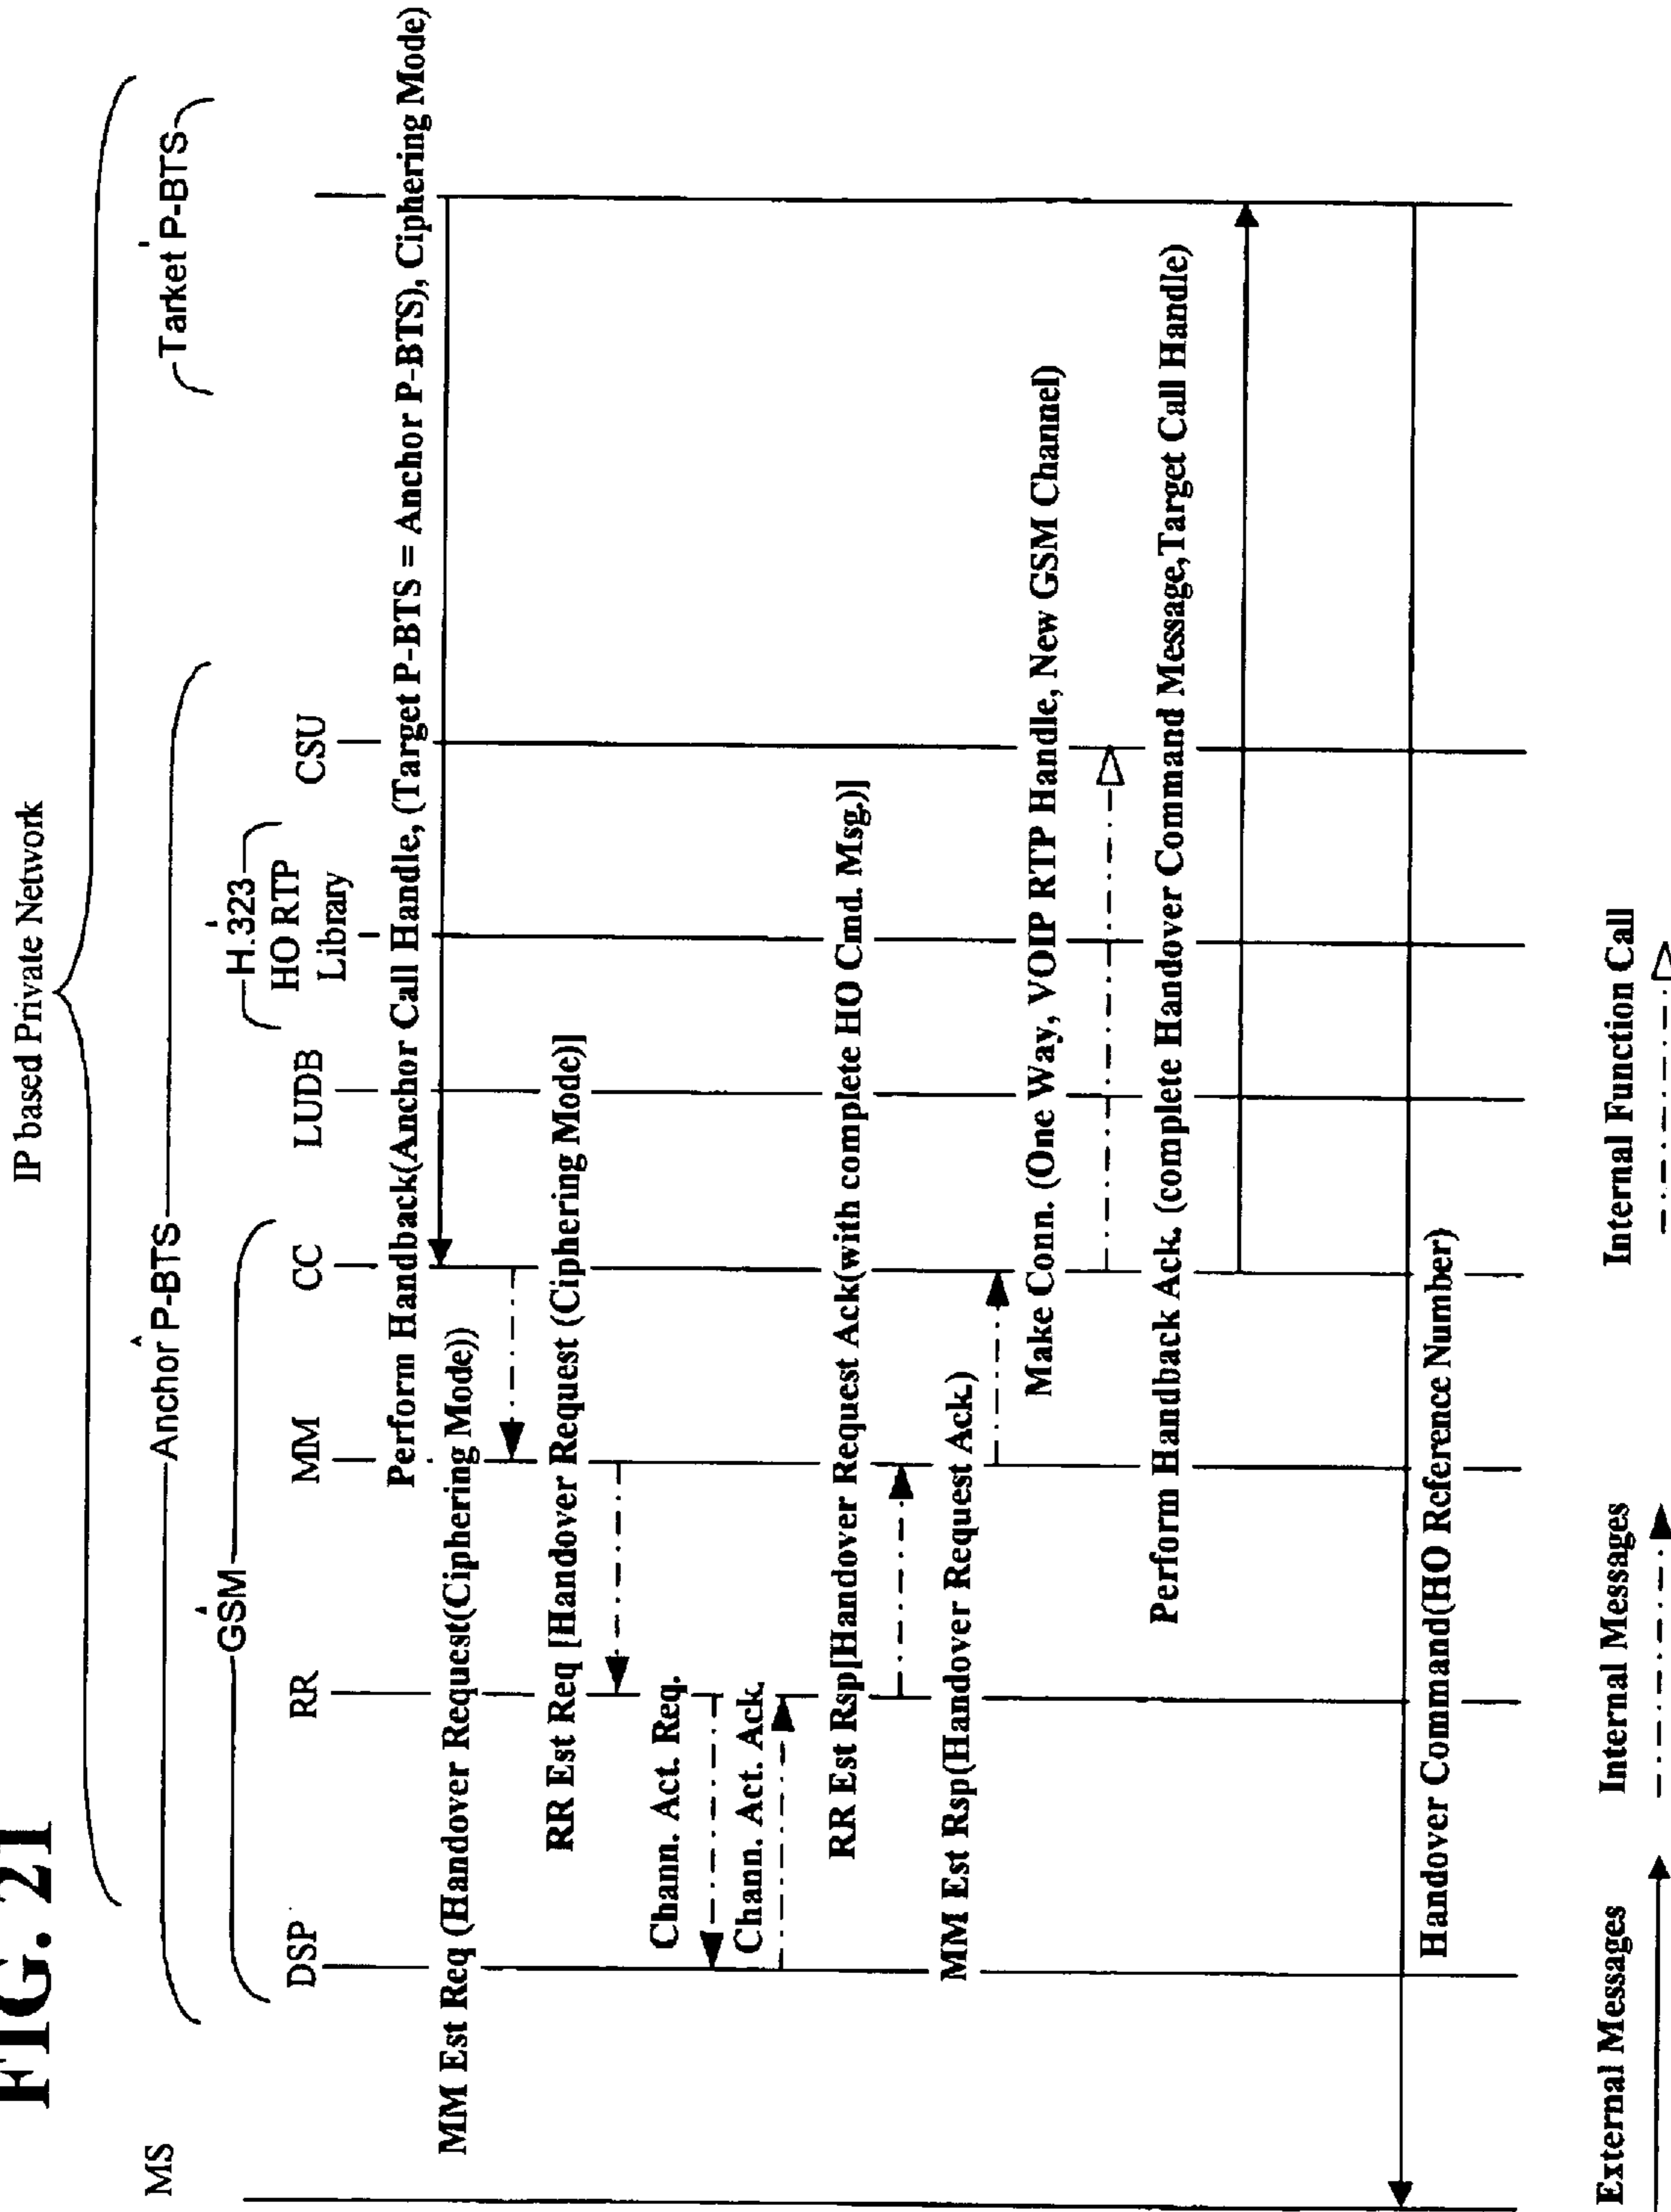 FIG. 21
IP based Private Network
MS
Anchor P-BTS
Tarket P-BTS
GSM
H.323
DSP
RR
MM
CC
LUDB
HO RTP
Library
CSU
Perform Handback(Anchor Call Handle, (Target P-BTS = Anchor P-BTS), Ciphering Mode)
MM Est Req (Handover Request(Ciphering Mode))
RR Est Req [Handover Request (Ciphering Mode)]
Chann. Act. Req.
Chann. Act. Ack.
RR Est Rsp[Handover Request Ack(with complete HO Cmd. Msg.)]
MM Est Rsp(Handover Request Ack.)
Make Conn. (One Way, VOIP RTP Handle, New GSM Channel)
Perform Handback Ack. (complete Handover Command Message,Target Call Handle)
Handover Command(HO Reference Number)
External Messages
Internal Messages
Internal Function Call